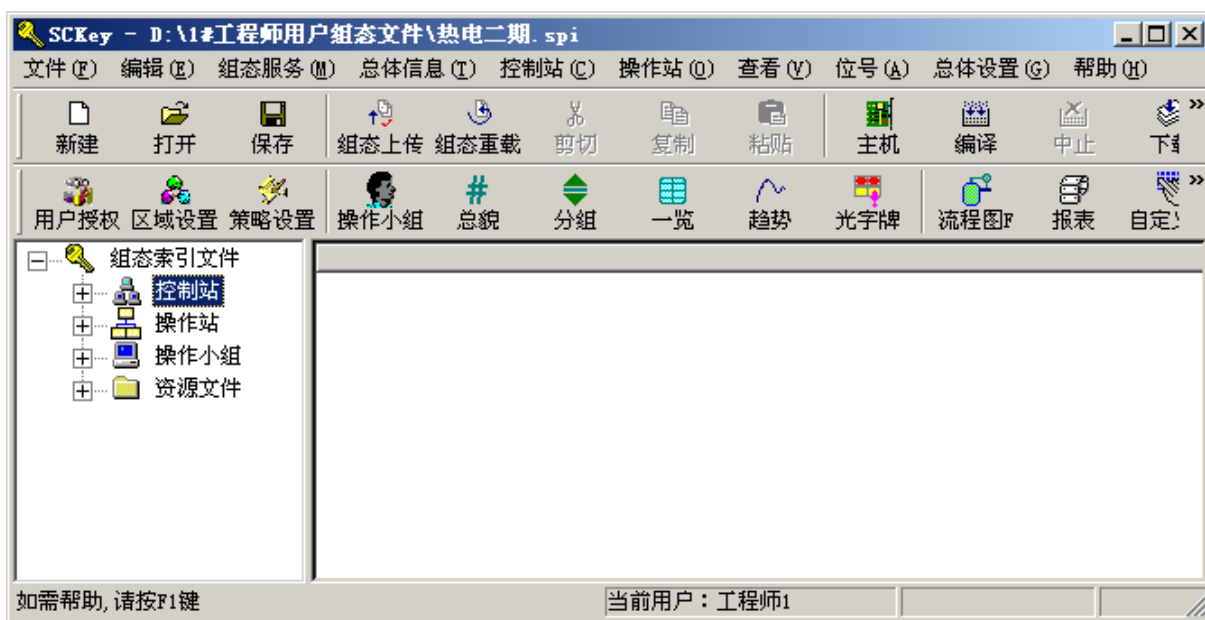 SCKey - D:\1#工程师用户组态文件\热电二期.spi
文件(F) 编辑(E) 组态服务(M) 总体信息(T) 控制站(C) 操作站(O) 查看(V) 位号(A) 总体设置(G) 帮助(H)
新建 打开 保存 组态上传 组态重载 剪切 复制 粘贴 主机 编译 中止 »
用户授权 区域设置 策略设置 操作小组 总貌 分组 一览 趋势 光字牌 流程图F 报表 »
组态索引文件
控制站
操作站
操作小组
资源文件
如需帮助,请按F1键 当前用户：工程师1